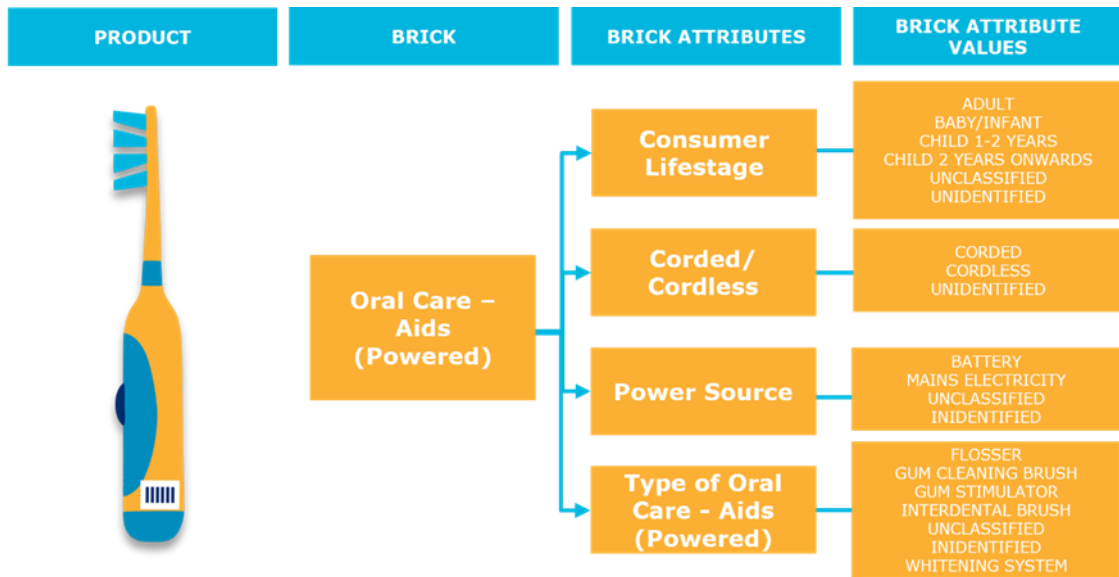 PRODUCT
BRICK
BRICK ATTRIBUTES
BRICK ATTRIBUTE
VALUES
Oral Care –
Aids
(Powered)
Consumer
Lifestage
ADULT
BABY/INFANT
CHILD 1-2 YEARS
CHILD 2 YEARS ONWARDS
UNCLASSIFIED
UNIDENTIFIED
Corded/
Cordless
CORDED
CORDLESS
UNIDENTIFIED
Power Source
BATTERY
MAINS ELECTRICITY
UNCLASSIFIED
INIDENTIFIED
Type of Oral
Care - Aids
(Powered)
FLOSSER
GUM CLEANING BRUSH
GUM STIMULATOR
INTERDENTAL BRUSH
UNCLASSIFIED
INIDENTIFIED
WHITENING SYSTEM